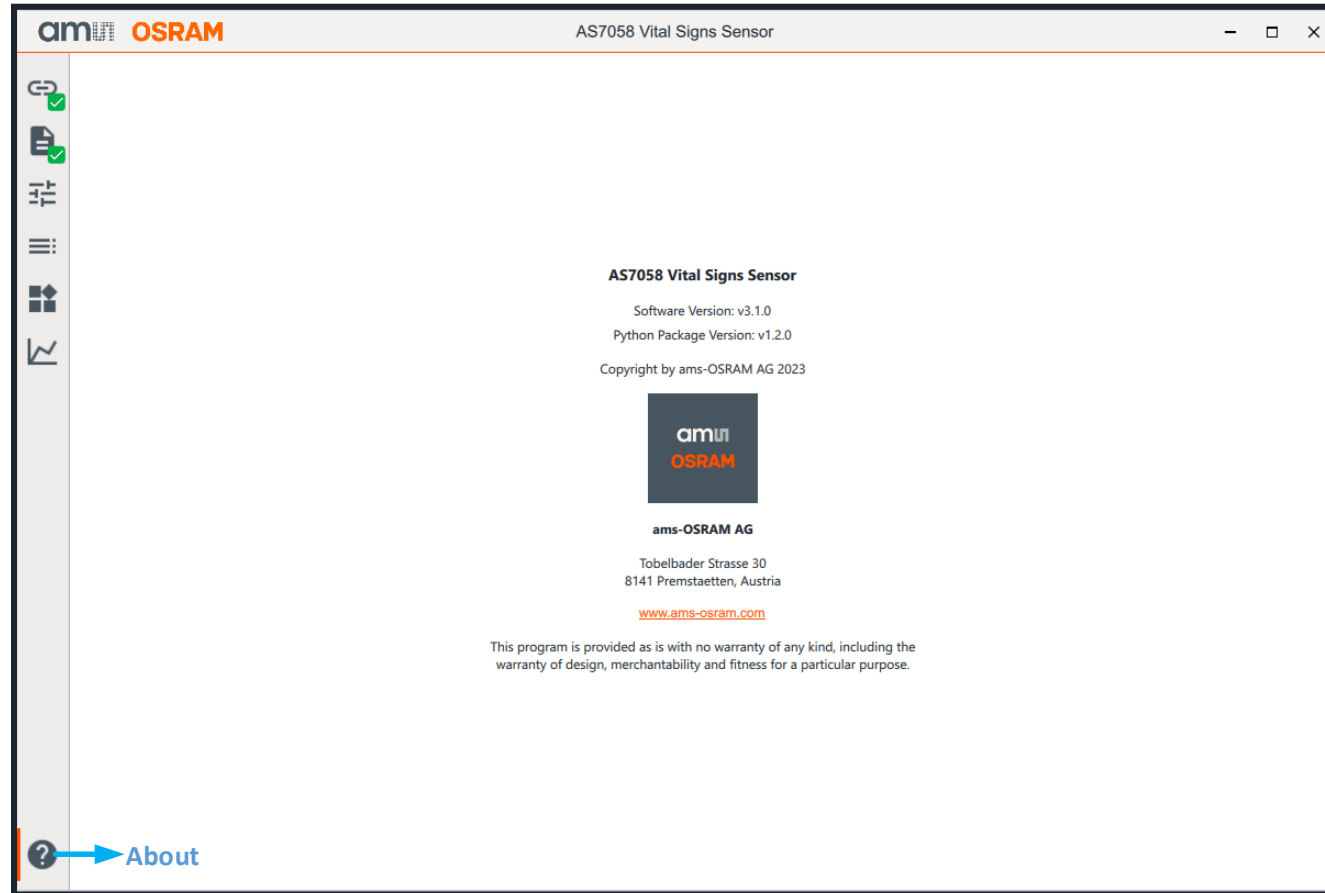 amu OSRAM
AS7058 Vital Signs Sensor
AS7058 Vital Signs Sensor
Software Version: v3.1.0
Python Package Version: v1.2.0
Copyright by ams-OSRAM AG 2023
amu
OSRAM
ams-OSRAM AG
Tobelbader Strasse 30
8141 Premstaetten, Austria
www.ams-osram.com
This program is provided as is with no warranty of any kind, including the
warranty of design, merchantability and fitness for a particular purpose.
About